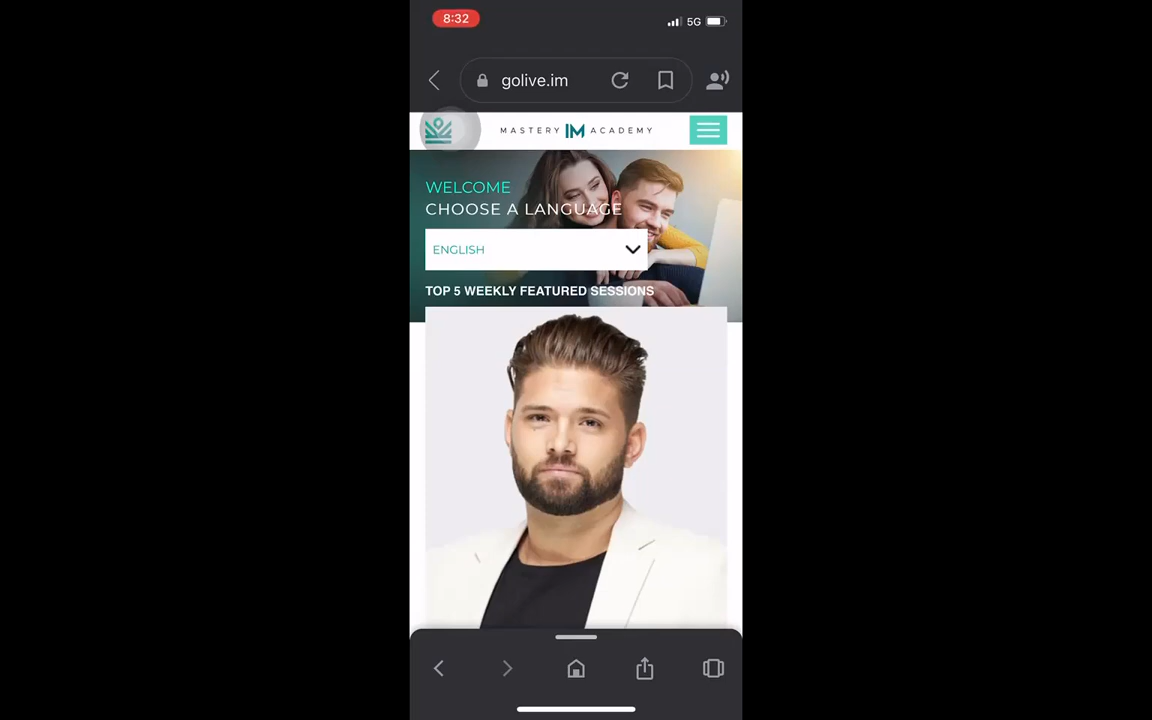 8:32
5G
golive.im
MASTERY IM ACADEMY
WELCOME
CHOOSE A LANGUAGE
ENGLISH
TOP 5 WEEKLY FEATURED SESSIONS